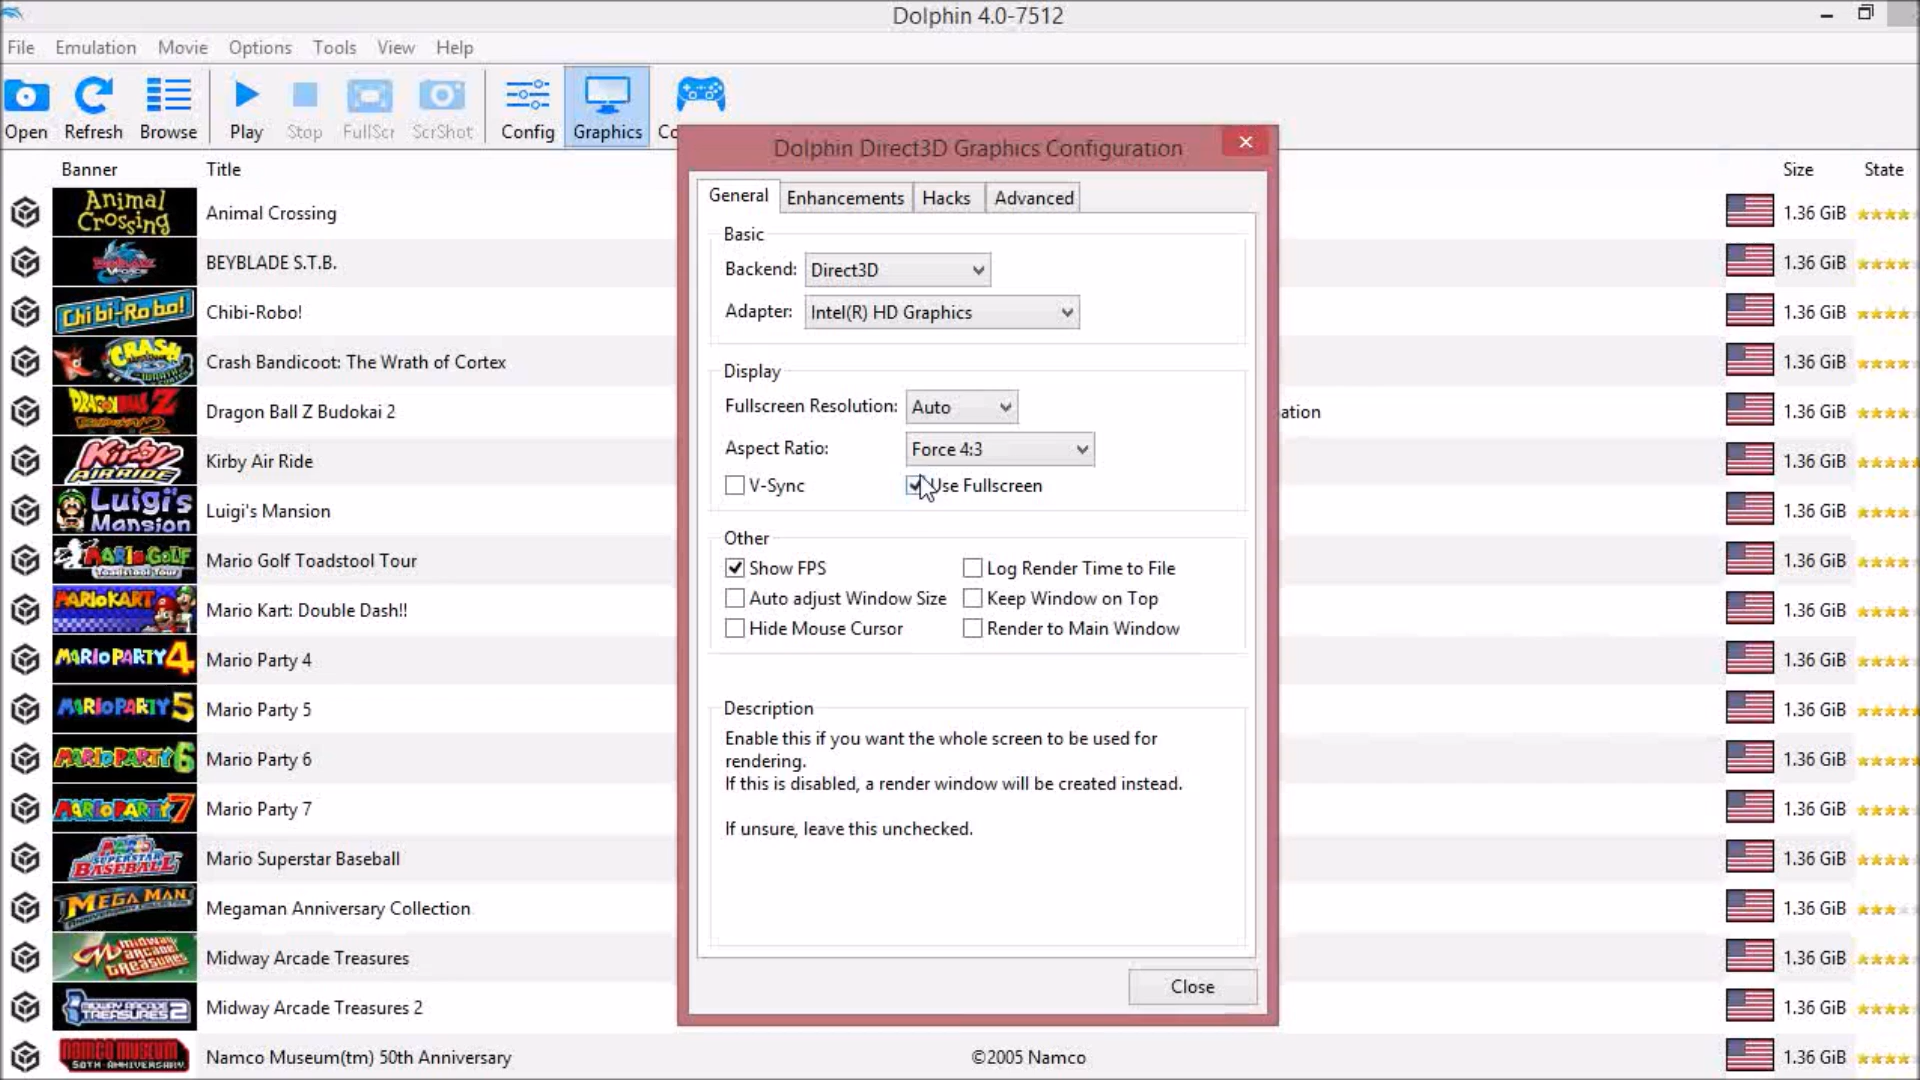 Dolphin 4.0-7512
File Emulation Movie Options Tools View Help
Open Refresh Browse Play Stop FullScr ScrShot Config Graphics Co
Banner Title Size State
Animal Crossing Animal Crossing 1.36 GiB
BEYBLADE S.T.B. 1.36 GiB
Chibi-Robo! Chibi-Robo! 1.36 GiB
CRASH Crash Bandicoot: The Wrath of Cortex 1.36 GiB
Dragon Ball Z Budokai 2 ation 1.36 GiB
Kirby AIR RIDE Kirby Air Ride 1.36 GiB
Luigi's Mansion Luigi's Mansion 1.36 GiB
MARIO GOLF Toadstool Tour Mario Golf Toadstool Tour 1.36 GiB
MARIO KART Mario Kart: Double Dash!! 1.36 GiB
MARIO PARTY 4 Mario Party 4 1.36 GiB
MARIO PARTY 5 Mario Party 5 1.36 GiB
MARIO PARTY 6 Mario Party 6 1.36 GiB
MARIO PARTY 7 Mario Party 7 1.36 GiB
MARIO SUPERSTAR BASEBALL Mario Superstar Baseball 1.36 GiB
MEGA MAN ANNIVERSARY COLLECTION Megaman Anniversary Collection 1.36 GiB
midway arcade treasures Midway Arcade Treasures 1.36 GiB
MIDWAY ARCADE TREASURES 2 Midway Arcade Treasures 2 1.36 GiB
NAMCO MUSEUM 50TH ANNIVERSARY Namco Museum(tm) 50th Anniversary ©2005 Namco 1.36 GiB
Dolphin Direct3D Graphics Configuration
General Enhancements Hacks Advanced
Basic
Backend: Direct3D
Adapter: Intel(R) HD Graphics
Display
Fullscreen Resolution: Auto
Aspect Ratio: Force 4:3
V-Sync Use Fullscreen
Other
Show FPS Log Render Time to File
Auto adjust Window Size Keep Window on Top
Hide Mouse Cursor Render to Main Window
Description
Enable this if you want the whole screen to be used for
rendering.
If this is disabled, a render window will be created instead.
If unsure, leave this unchecked.
Close